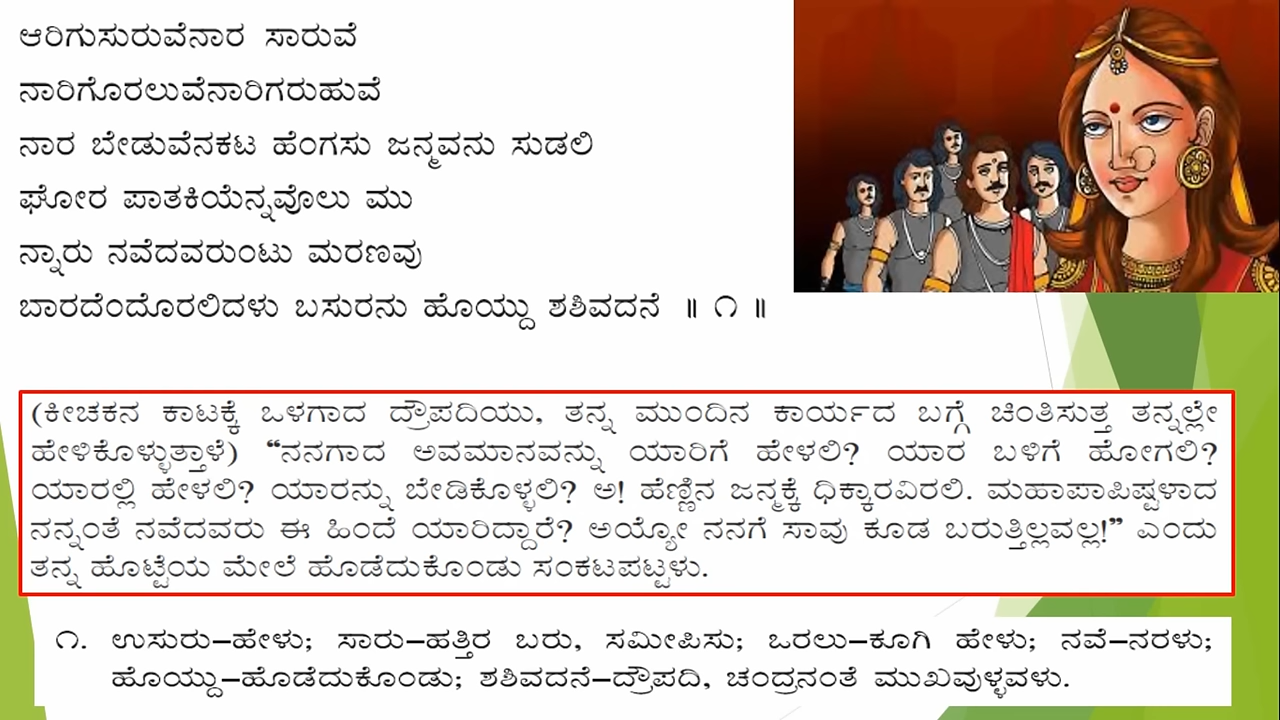 ಆರಿಗುಸುರುವೆನಾರ ಸಾರುವೆ
ನಾರಿಗೊರಲುವೆನಾರಿಗರುಹುವೆ
ನಾರ ಬೇಡುವೆನಕಟ ಹೆಂಗಸು ಜನ್ಮವನು ಸುಡಲಿ
ಘೋರ ಪಾತಕಿಯೆನ್ನವೊಲು ಮು
ನ್ನಾರು ನವೆದವರುಂಟು ಮರಣವು
ಬಾರದೆಂದೊರಲಿದಳು ಬಸುರನು ಹೊಯ್ದು ಶಶಿವದನೆ ॥ ೧ ॥
(ಕೀಚಕನ ಕಾಟಕ್ಕೆ ಒಳಗಾದ ದ್ರೌಪದಿಯು, ತನ್ನ ಮುಂದಿನ ಕಾರ್ಯದ ಬಗ್ಗೆ ಚಿಂತಿಸುತ್ತ ತನ್ನಲ್ಲೇ
ಹೇಳಿಕೊಳ್ಳುತ್ತಾಳೆ) “ನನಗಾದ ಅವಮಾನವನ್ನು ಯಾರಿಗೆ ಹೇಳಲಿ? ಯಾರ ಬಳಿಗೆ ಹೋಗಲಿ?
ಯಾರಲ್ಲಿ ಹೇಳಲಿ? ಯಾರನ್ನು ಬೇಡಿಕೊಳ್ಳಲಿ? ಅ! ಹೆಣ್ಣಿನ ಜನ್ಮಕ್ಕೆ ಧಿಕ್ಕಾರವಿರಲಿ. ಮಹಾಪಾಪಿಷ್ಟಳಾದ
ನನ್ನಂತೆ ನವೆದವರು ಈ ಹಿಂದೆ ಯಾರಿದ್ದಾರೆ? ಅಯ್ಯೋ ನನಗೆ ಸಾವು ಕೂಡ ಬರುತ್ತಿಲ್ಲವಲ್ಲ!” ಎಂದು
ತನ್ನ ಹೊಟ್ಟೆಯ ಮೇಲೆ ಹೊಡೆದುಕೊಂಡು ಸಂಕಟಪಟ್ಟಳು.
೧. ಉಸುರು–ಹೇಳು; ಸಾರು–ಹತ್ತಿರ ಬರು, ಸಮೀಪಿಸು; ಒರಲು–ಕೂಗಿ ಹೇಳು; ನವೆ–ನರಳು;
ಹೊಯ್ದು–ಹೊಡೆದುಕೊಂಡು; ಶಶಿವದನೆ–ದ್ರೌಪದಿ, ಚಂದ್ರನಂತೆ ಮುಖವುಳ್ಳವಳು.